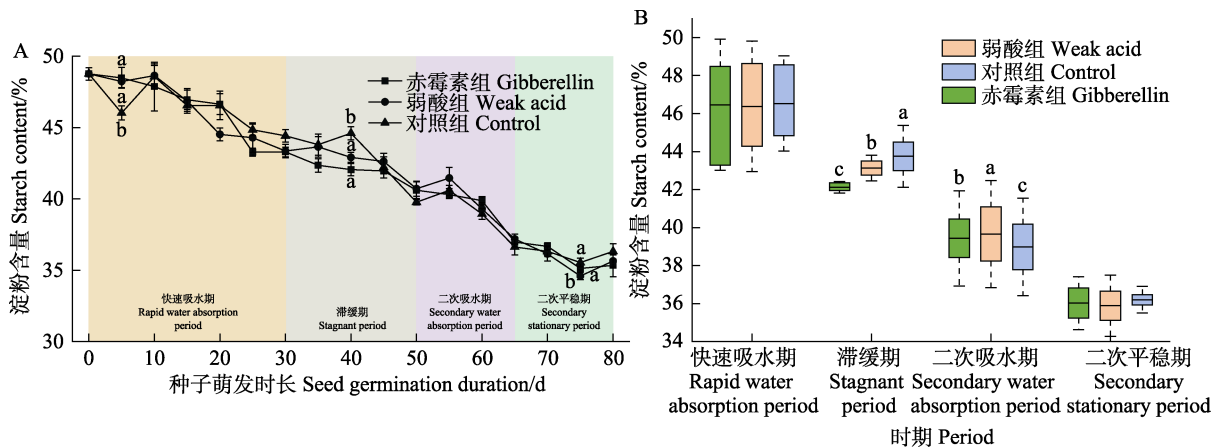 A
淀粉含量 Starch content/%
50
45
40
35
30
a
a
b
b
a
a
a
b
a
赤霉素组 Gibberellin
弱酸组 Weak acid
对照组 Control
快速吸水期
Rapid water absorption
period
滞缓期
Stagnant period
二次吸水期
Secondary water
absorption period
二次平稳期
Secondary
stationary period
0
10
20
30
40
50
60
70
80
种子萌发时长 Seed germination duration/d
B
淀粉含量 Starch content/%
50
48
46
44
42
40
38
36
34
弱酸组 Weak acid
对照组 Control
赤霉素组 Gibberellin
c
b
a
b
a
c
快速吸水期
Rapid water
absorption period
滞缓期
Stagnant
period
二次吸水期
Secondary water
absorption period
二次平稳期
Secondary
stationary period
时期 Period